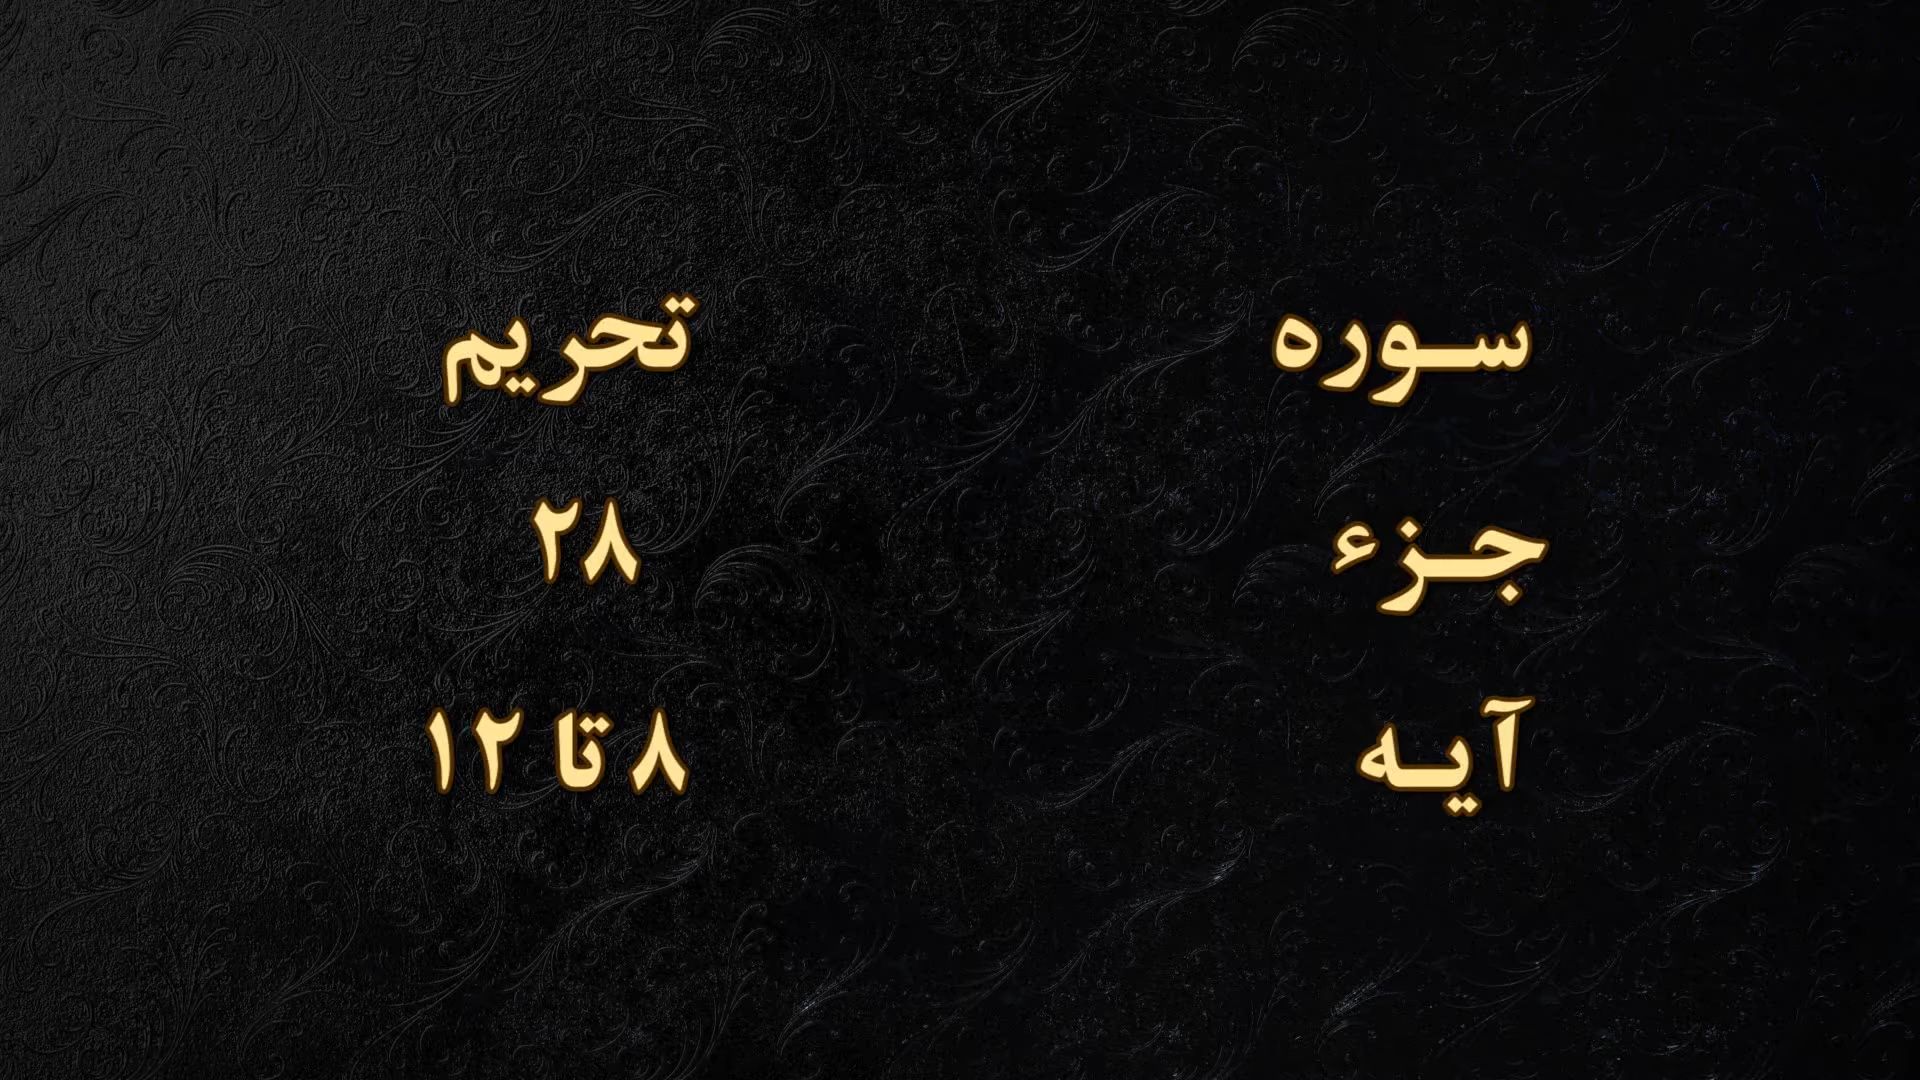 سوره تحریم
جزء ۲۸
آیه ۸ تا ۱۲